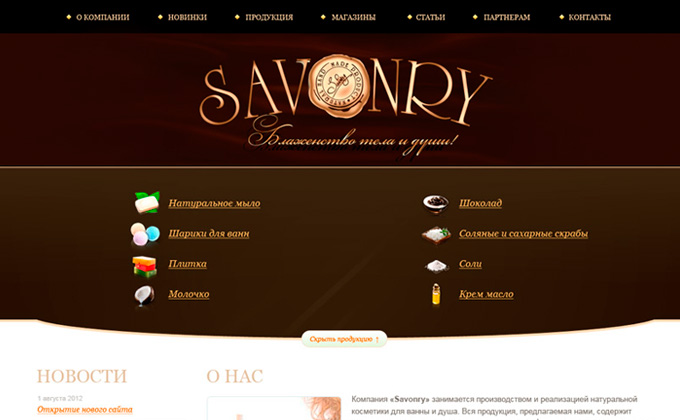 О КОМПАНИИ НОВИНКИ ПРОДУКЦИЯ МАГАЗИНЫ СТАТЬИ ПАРТНЕРАМ КОНТАКТЫ
SAVONRY
Блаженство тела и души!
Натуральное мыло
Шоколад
Шарики для ванн
Соляные и сахарные скрабы
Плитка
Соли
Молочко
Крем масло
Скрыть продукцию ↑
НОВОСТИ
О НАС
1 августа 2012
Открытие нового сайта
Компания «Savonry» занимается производством и реализацией натуральной
косметики для ванны и душа. Вся продукция, предлагаемая нами, содержит